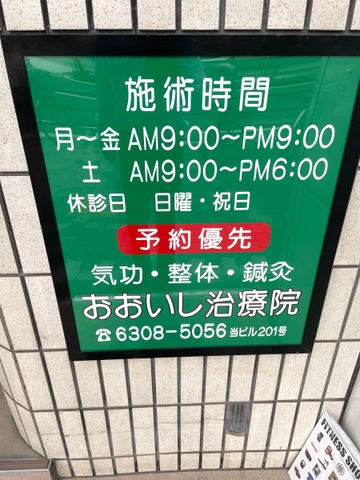 施術時間
月～金 AM9:00～PM9:00
土 AM9:00～PM6:00
休診日 日曜・祝日
予約優先
気功・整体・鍼灸
おおいし治療院
☎6308-5056 当ビル201号
FITNESS SHO